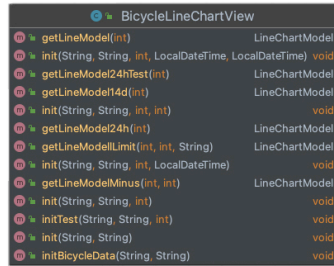 BicycleLineChartView
getLineModel(int) LineChartModel
init(String, String, int, LocalDateTime, LocalDateTime) void
getLineModel24hTest(int) LineChartModel
getLineModel14d(int) LineChartModel
init(String, String, int, int) void
getLineModel24h(int) LineChartModel
getLineModellLimit(int, int, String) LineChartModel
init(String, String, int, LocalDateTime) void
getLineModelMinus(int, int) LineChartModel
init(String, String, int) void
initTest(String, String, int) void
init(String, String) void
initBicycleData(String, String) void